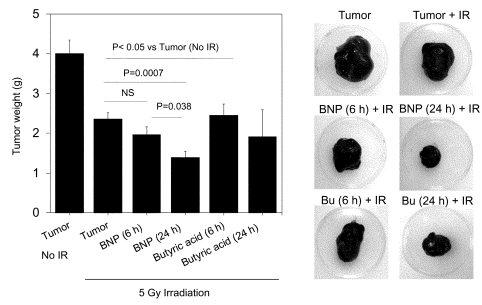 Tumor weight (g)
5
4
3
2
1
0
P< 0.05 vs Tumor (No IR)
P=0.0007
NS
P=0.038
Tumor
Tumor
BNP (6 h)
BNP (24 h)
Butyric acid (6 h)
Butyric acid (24 h)
No IR
5 Gy Irradiation
Tumor
Tumor + IR
BNP (6 h) + IR
BNP (24 h) + IR
Bu (6 h) + IR
Bu (24 h) + IR